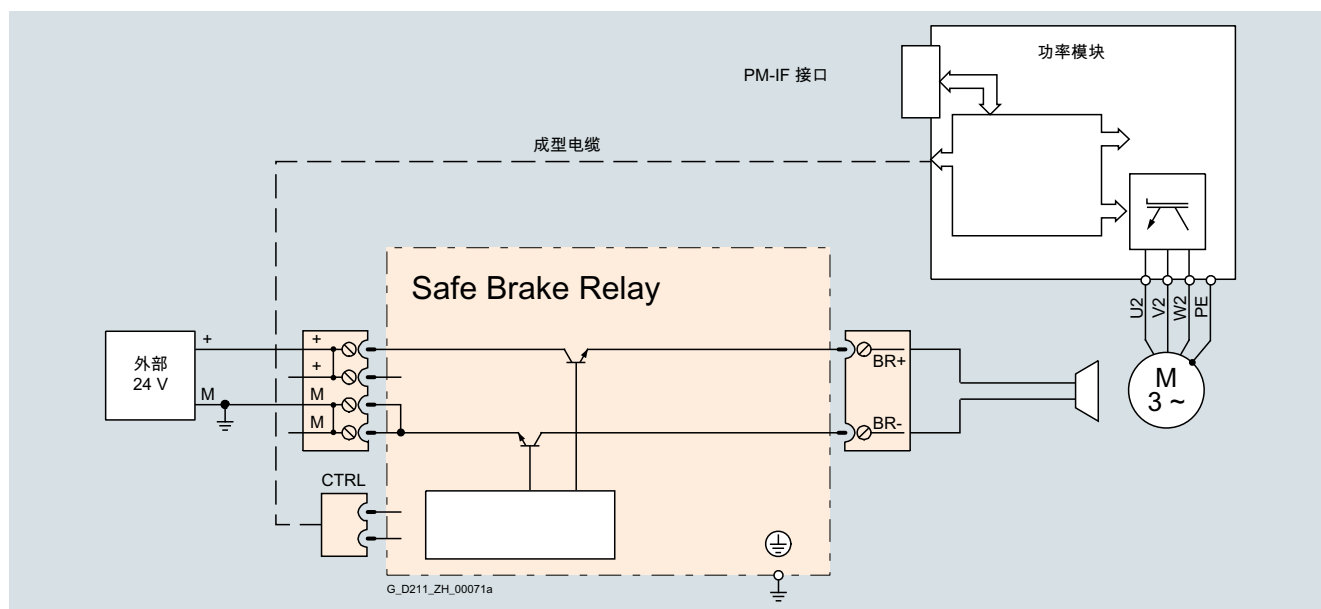 功率模块
PM-IF 接口
成型电缆
Safe Brake Relay
U2
V2
W2
PE
外部
24 V
+
M
+
+
M
M
BR+
BR-
M
3 ~
CTRL
G_D211_ZH_00071a